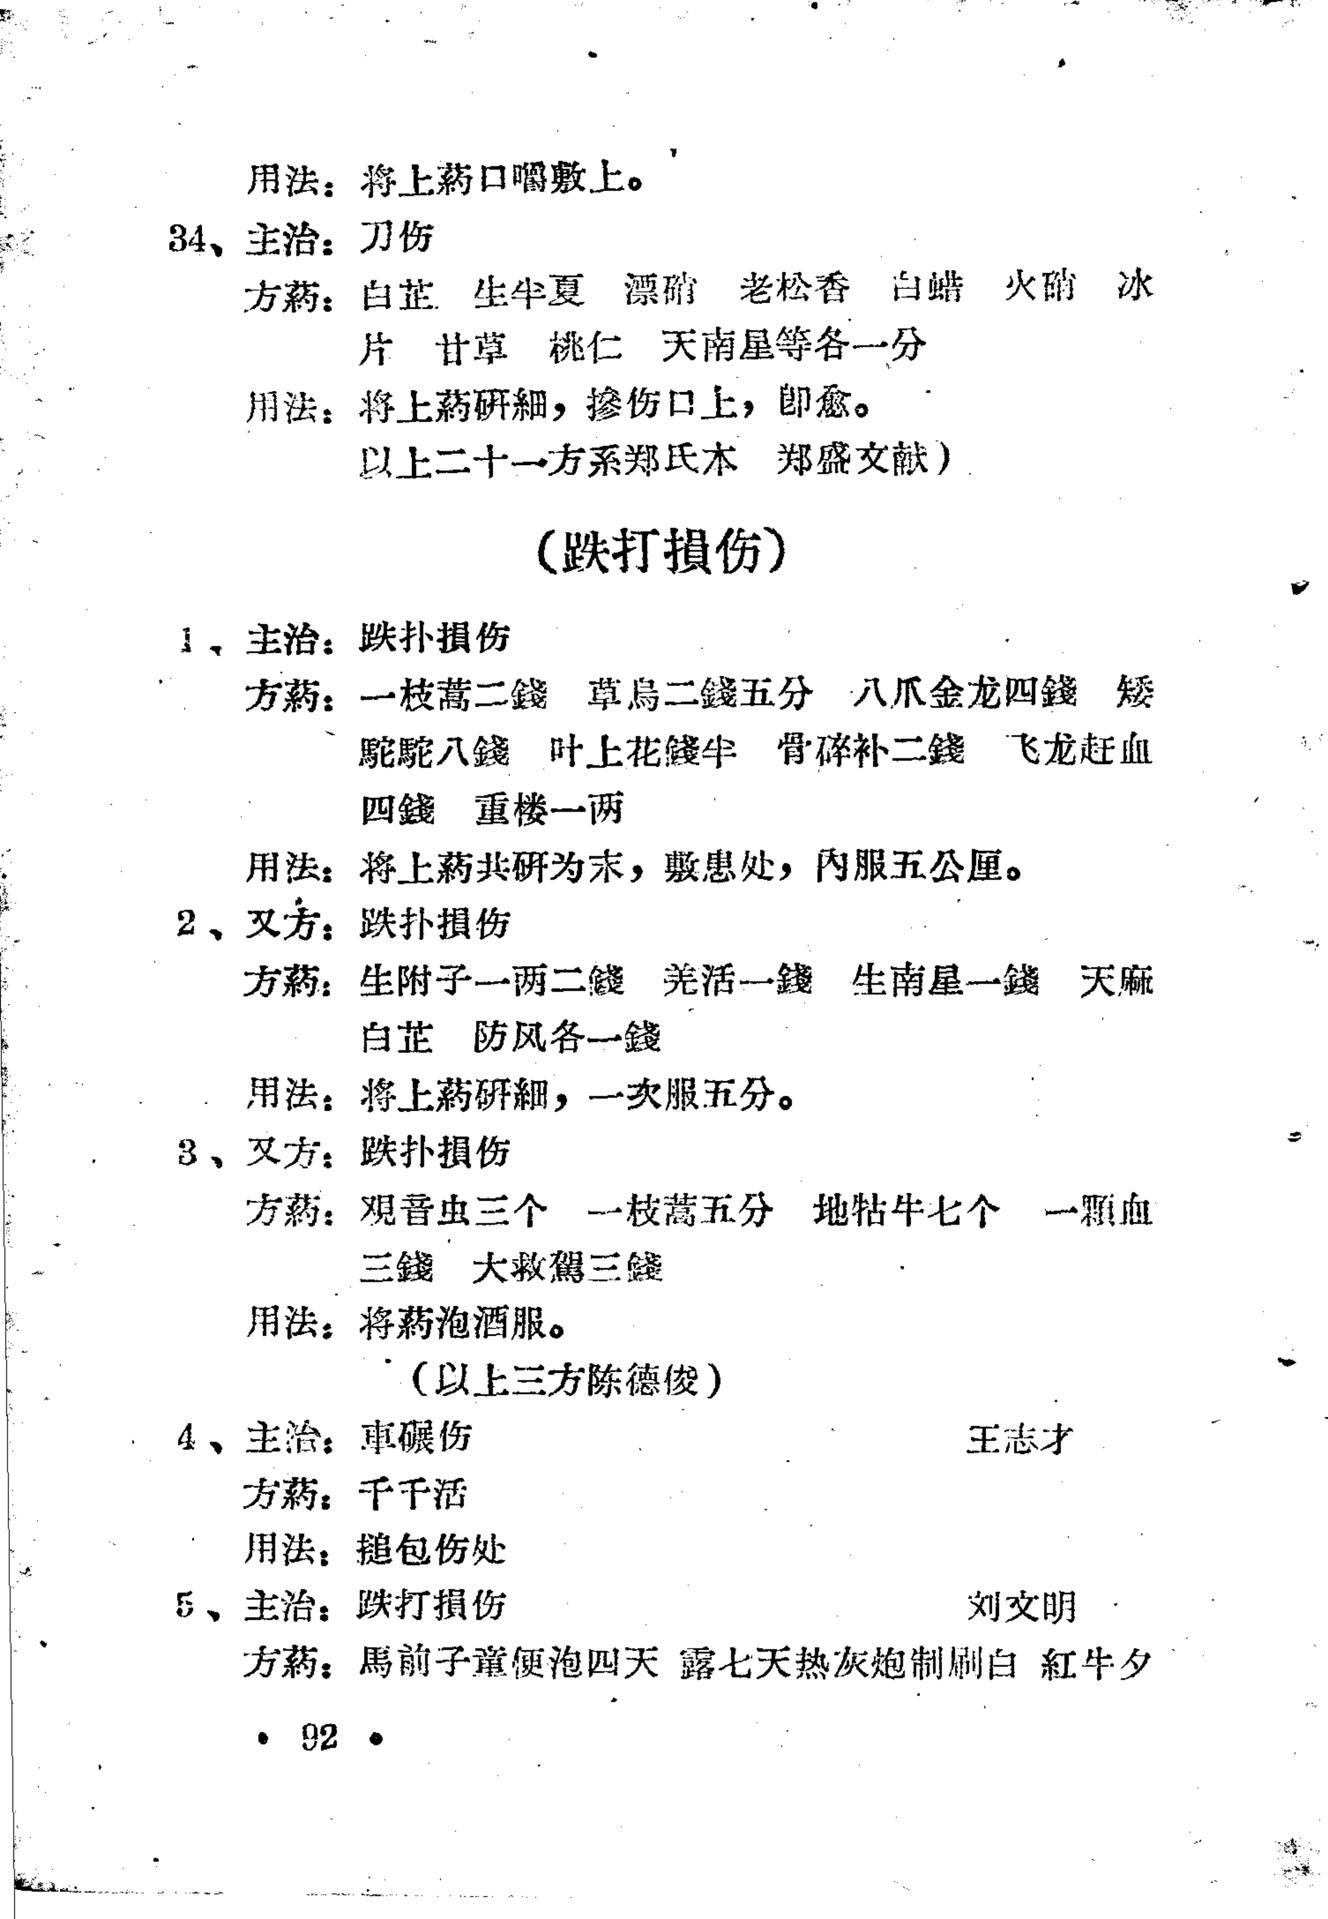 用法：将上葯口嚼敷上。
34、主治：刀伤
方葯：白芷　生半夏　漂硝　老松香　白蜡　火硝　冰
片　甘草　桃仁　天南星等各一分
用法：将上葯研細，摻伤口上，卽愈。
以上二十一方系郑氏本　郑盛文献）
（跌打損伤）
1、主治：跌扑損伤
方葯：一枝蒿二錢　草烏二錢五分　八爪金龙四錢　矮
駝駝八錢　叶上花錢半　骨碎补二錢　飞龙赶血
四錢　重楼一两
用法：将上葯共研为末，敷患处，內服五公厘。
2、又方：跌扑損伤
方葯：生附子一两二錢　羌活一錢　生南星一錢　天麻
白芷　防风各一錢
用法：将上葯研細，一次服五分。
3、又方：跌扑損伤
方葯：观音虫三个　一枝蒿五分　地牯牛七个　一顆血
三錢　大救駕三錢
用法：将葯泡酒服。
（以上三方陈德俊）
4、主治：車碾伤　王志才
方葯：千千活
用法：搥包伤处
5、主治：跌打損伤　刘文明
方葯：馬前子童便泡四天 露七天热灰炮制刷白 紅牛夕
• 92 •